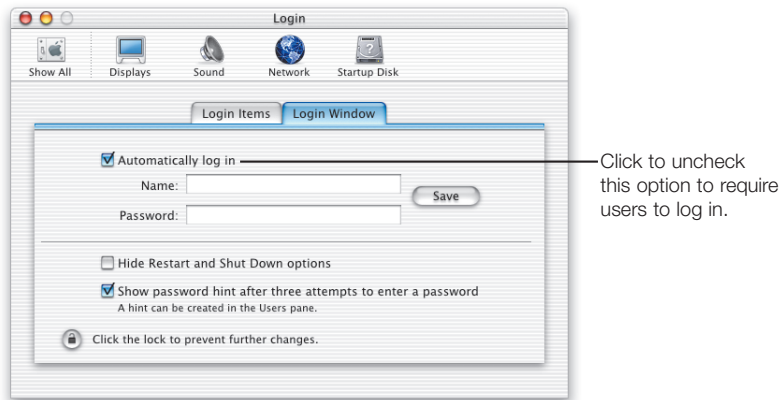 Login
Show All
Displays
Sound
Network
Startup Disk
Login Items
Login Window
Automatically log in
Click to uncheck
this option to require
users to log in.
Name:
Save
Password:
Hide Restart and Shut Down options
Show password hint after three attempts to enter a password
A hint can be created in the Users pane.
Click the lock to prevent further changes.